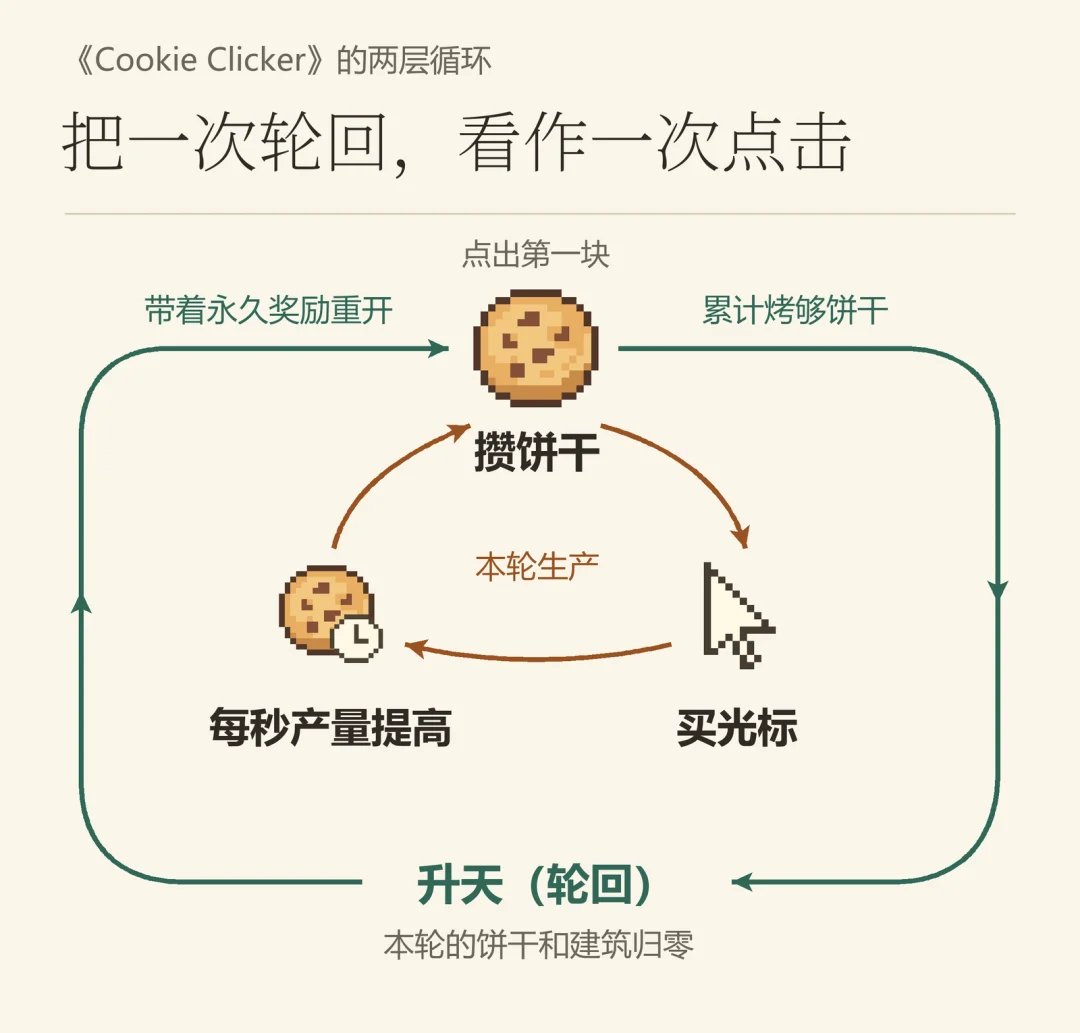 《Cookie Clicker》的两层循环
把一次轮回，看作一次点击
点出第一块
带着永久奖励重开
累计烤够饼干
攒饼干
本轮生产
每秒产量提高
买光标
升天（轮回）
本轮的饼干和建筑归零